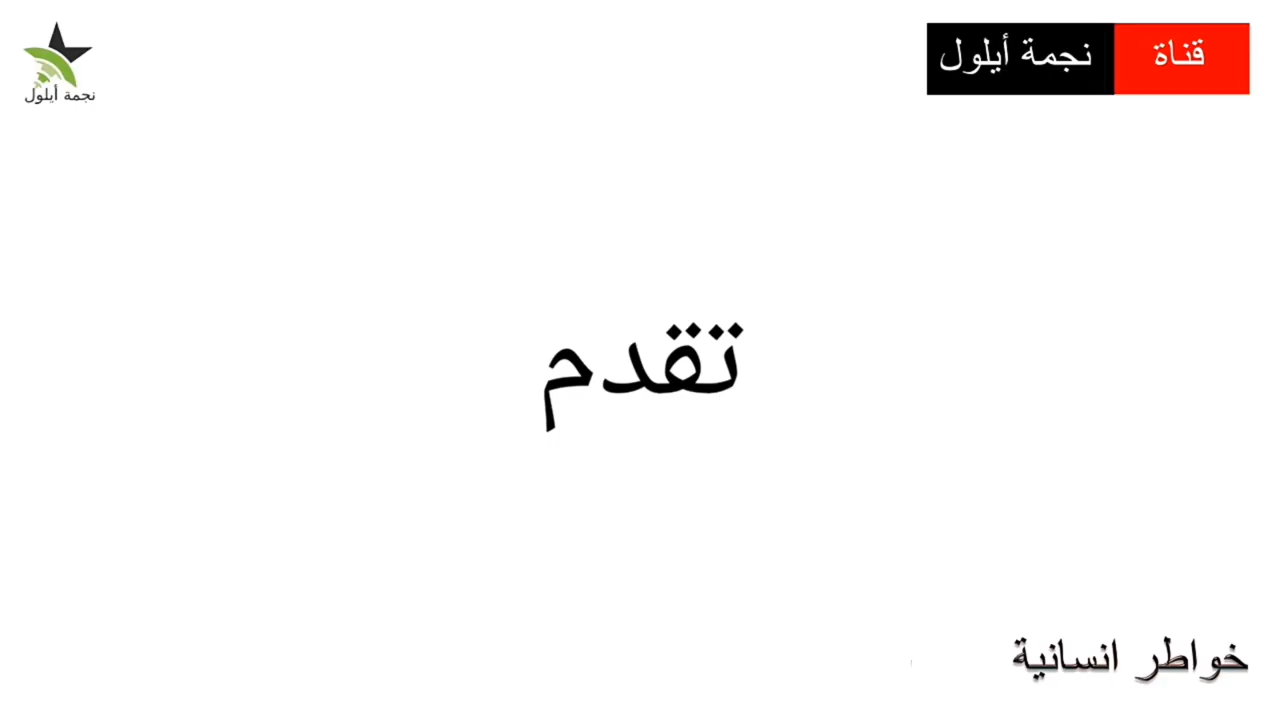 قناة نجمة أيلول
نجمة أيلول
تقدم
خواطر انسانية